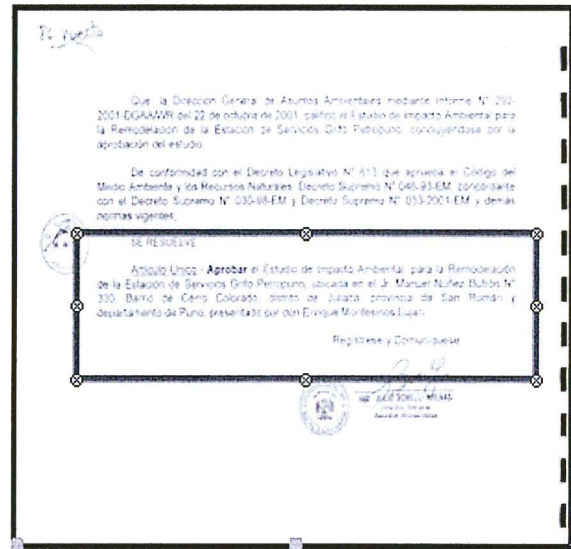 Que, la Dirección General de Asuntos Ambientales mediante Informe N° 292-
2001-DGAA/WR del 22 de octubre de 2001, calificó el Estudio de Impacto Ambiental para
la Remodelación de la Estación de Servicios Grifo Petropuno, concluyéndose por la
aprobación del estudio.
De conformidad con el Decreto Legislativo N° 613 que aprueba el Código del
Medio Ambiente y los Recursos Naturales, Decreto Supremo N° 046-93-EM, concordante
con el Decreto Supremo N° 030-98-EM y Decreto Supremo N° 053-2001-EM y demás
normas vigentes;
SE RESUELVE
Artículo Único.- Aprobar el Estudio de Impacto Ambiental para la Remodelación
de la Estación de Servicios Grifo Petropuno, ubicada en el Jr. Manuel Núñez Butrón N°
330, Barrio de Cerro Colorado, distrito de Juliaca, provincia de San Román y
departamento de Puno, presentado por don Enrique Montesinos Luján.
Regístrese y Comuníquese
ING. JULIO
Asuntos Ambientales